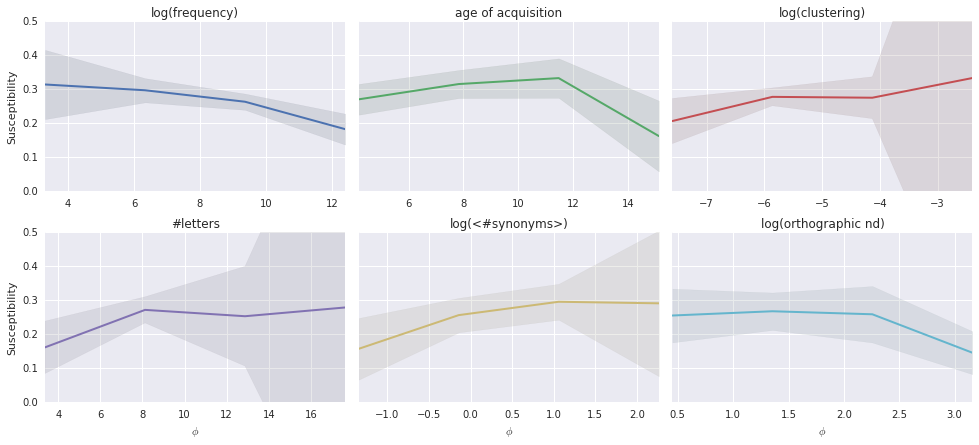 log(frequency) age of acquisition log(clustering)
0.5
0.4
0.3
0.2
0.1
0.0
Susceptibility
4 6 8 10 12 6 8 10 12 14 −7 −6 −5 −4 −3
#letters log(<#synonyms>) log(orthographic nd)
0.5
0.4
0.3
0.2
0.1
0.0
Susceptibility
4 6 8 10 12 14 16 −1.0 −0.5 0.0 0.5 1.0 1.5 2.0 0.5 1.0 1.5 2.0 2.5 3.0
ϕ ϕ ϕ